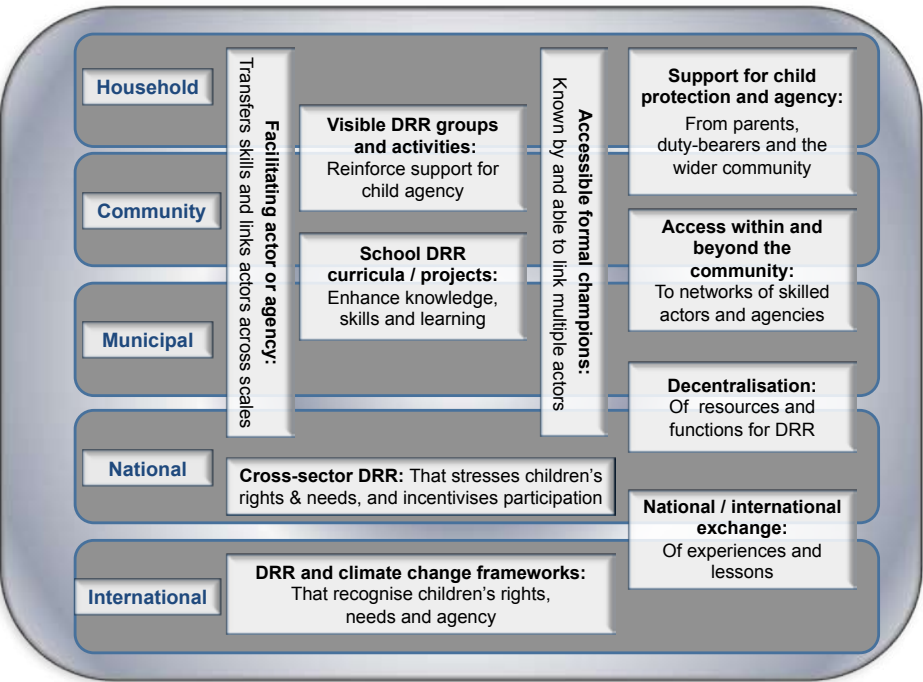 Household
Community
Municipal
National
International
Facilitating actor or agency:
Transfers skills and links actors across scales
Visible DRR groups
and activities:
Reinforce support for
child agency
School DRR
curricula / projects:
Enhance knowledge,
skills and learning
Accessible formal champions:
Known by and able to link multiple actors
Support for child
protection and agency:
From parents,
duty-bearers and the
wider community
Access within and
beyond the
community:
To networks of skilled
actors and agencies
Decentralisation:
Of resources and
functions for DRR
Cross-sector DRR: That stresses children’s
rights & needs, and incentivises participation
National / international
exchange:
Of experiences and
lessons
DRR and climate change frameworks:
That recognise children’s rights,
needs and agency